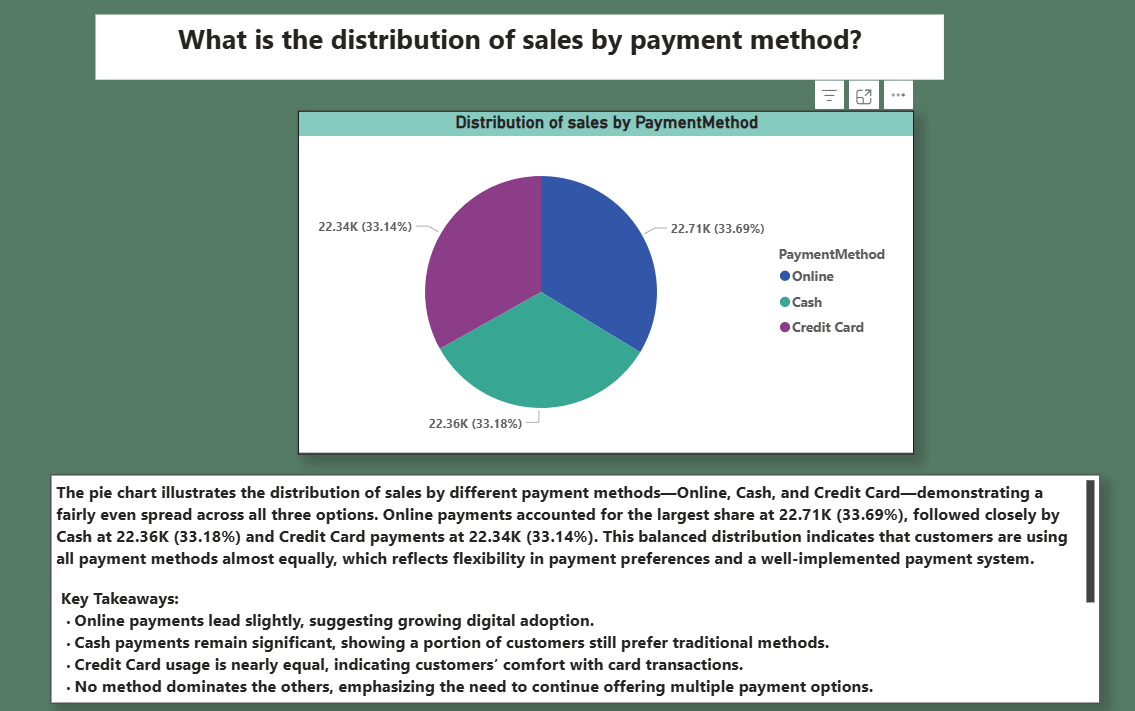 What is the distribution of sales by payment method?
Distribution of sales by PaymentMethod
22.34K (33.14%)
22.71K (33.69%)
PaymentMethod
Online
Cash
Credit Card
22.36K (33.18%)
The pie chart illustrates the distribution of sales by different payment methods—Online, Cash, and Credit Card—demonstrating a
fairly even spread across all three options. Online payments accounted for the largest share at 22.71K (33.69%), followed closely by
Cash at 22.36K (33.18%) and Credit Card payments at 22.34K (33.14%). This balanced distribution indicates that customers are using
all payment methods almost equally, which reflects flexibility in payment preferences and a well-implemented payment system.
Key Takeaways:
• Online payments lead slightly, suggesting growing digital adoption.
• Cash payments remain significant, showing a portion of customers still prefer traditional methods.
• Credit Card usage is nearly equal, indicating customers’ comfort with card transactions.
• No method dominates the others, emphasizing the need to continue offering multiple payment options.